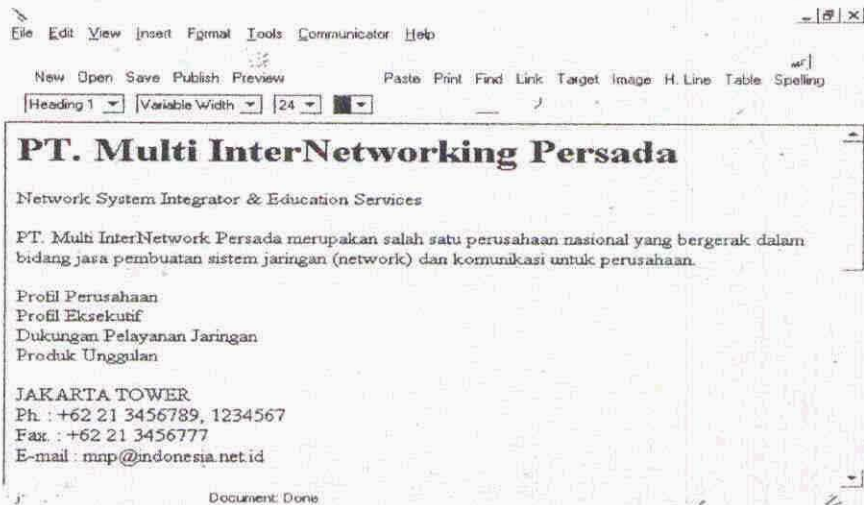 File Edit View Insert Format Tools Communicator Help
New Open Save Publish Preview Paste Print Find Link Target Image H. Line Table Spelling
Heading 1 Variable Width 24
PT. Multi InterNetworking Persada
Network System Integrator & Education Services
PT. Multi InterNetwork Persada merupakan salah satu perusahaan nasional yang bergerak dalam
bidang jasa pembuatan sistem jaringan (network) dan komunikasi untuk perusahaan.
Profil Perusahaan
Profil Eksekutif
Dukungan Pelayanan Jaringan
Produk Unggulan
JAKARTA TOWER
Ph. : +62 21 3456789, 1234567
Fax. : +62 21 3456777
E-mail : mnp@indonesia.net.id
Document: Done